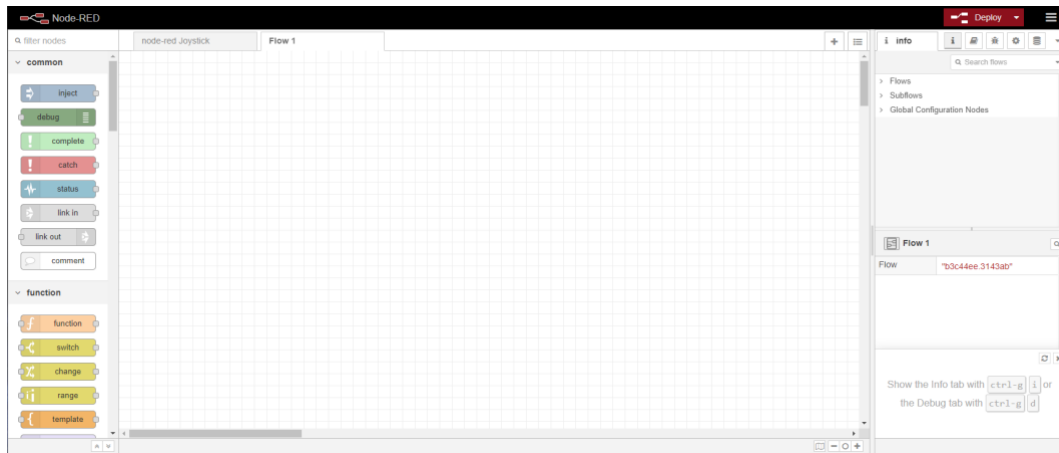 Node-RED
Deploy
filter nodes
node-red Joystick
Flow 1
info
i
Search flows
common
inject
debug
complete
catch
status
link in
link out
comment
function
function
switch
change
range
template
Flows
Subflows
Global Configuration Nodes
Flow 1
Flow "b3c44ee.3143ab"
Show the Info tab with ctrl-g i or
the Debug tab with ctrl-g d